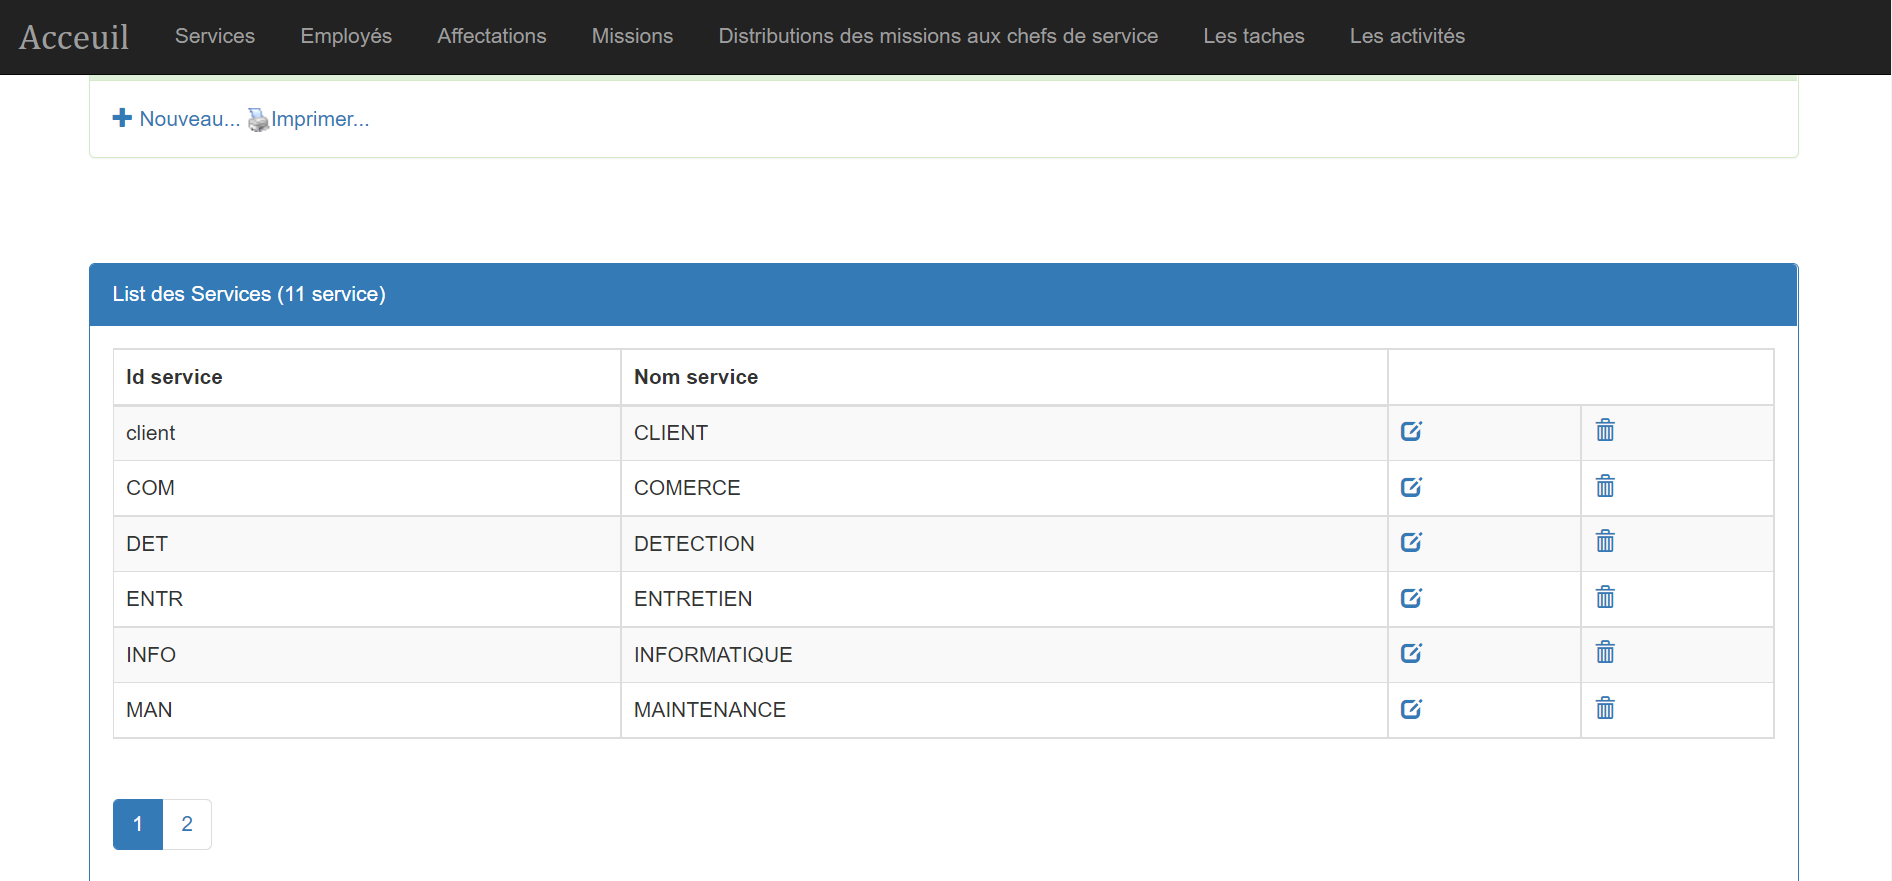 Acceuil Services Employés Affectations Missions Distributions des missions aux chefs de service Les taches Les activités
Nouveau... Imprimer...
List des Services (11 service)
Id service Nom service
client CLIENT
COM COMERCE
DET DETECTION
ENTR ENTRETIEN
INFO INFORMATIQUE
MAN MAINTENANCE
1 2